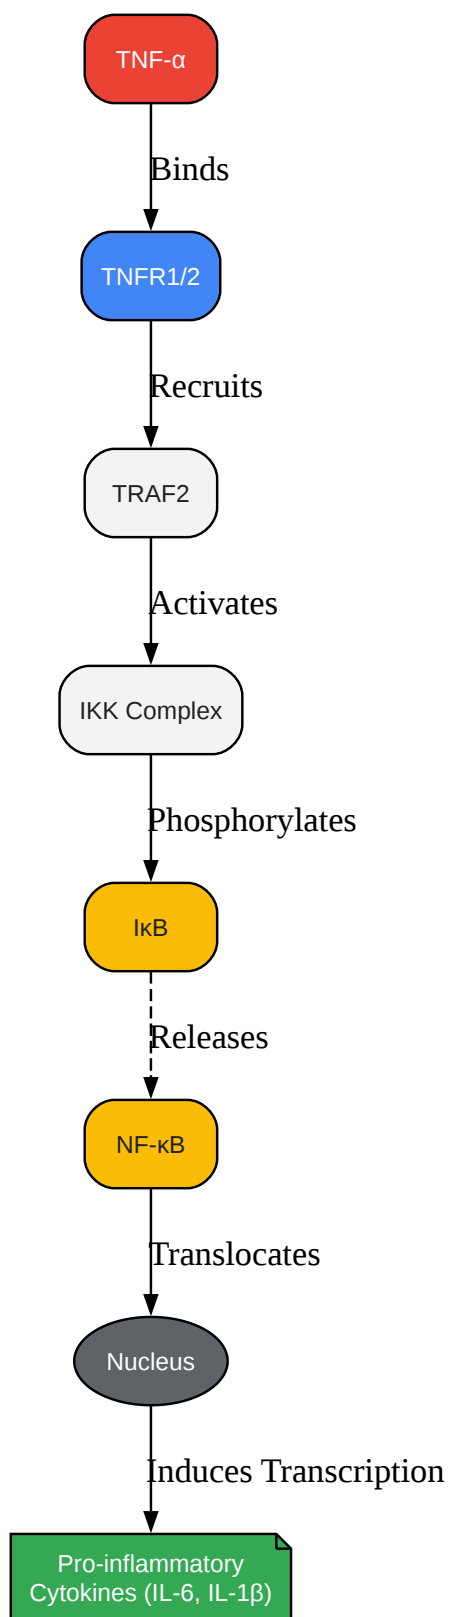 TNF-α
Binds
TNFR1/2
Recruits
TRAF2
Activates
IKK Complex
Phosphorylates
IκB
Releases
NF-κB
Translocates
Nucleus
Induces Transcription
Pro-inflammatory
Cytokines (IL-6, IL-1β)